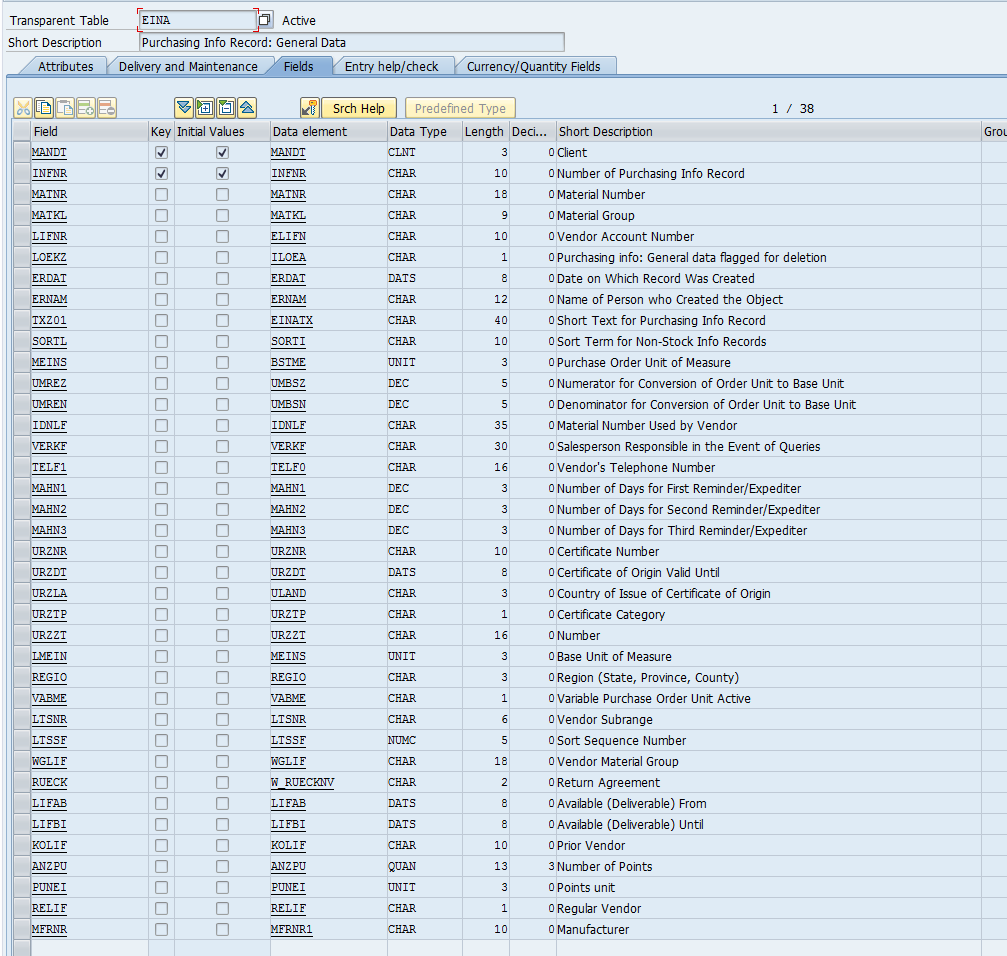 Transparent Table EINA Active
Short Description Purchasing Info Record: General Data
Attributes Delivery and Maintenance Fields Entry help/check Currency/Quantity Fields
Srch Help Predefined Type 1 / 38
Field Key Initial Values Data element Data Type Length Deci... Short Description Grou
MANDT MANDT CLNT 3 0 Client
INFNR INFNR CHAR 10 0 Number of Purchasing Info Record
MATNR MATNR CHAR 18 0 Material Number
MATKL MATKL CHAR 9 0 Material Group
LIFNR ELIFN CHAR 10 0 Vendor Account Number
LOEKZ ILOEA CHAR 1 0 Purchasing info: General data flagged for deletion
ERDAT ERDAT DATS 8 0 Date on Which Record Was Created
ERNAM ERNAM CHAR 12 0 Name of Person who Created the Object
TXZ01 EINATX CHAR 40 0 Short Text for Purchasing Info Record
SORTL SORTI CHAR 10 0 Sort Term for Non-Stock Info Records
MEINS BSTME UNIT 3 0 Purchase Order Unit of Measure
UMREZ UMBSZ DEC 5 0 Numerator for Conversion of Order Unit to Base Unit
UMREN UMBSN DEC 5 0 Denominator for Conversion of Order Unit to Base Unit
IDNLF IDNLF CHAR 35 0 Material Number Used by Vendor
VERKF VERKF CHAR 30 0 Salesperson Responsible in the Event of Queries
TELF1 TELF0 CHAR 16 0 Vendor's Telephone Number
MAHN1 MAHN1 DEC 3 0 Number of Days for First Reminder/Expediter
MAHN2 MAHN2 DEC 3 0 Number of Days for Second Reminder/Expediter
MAHN3 MAHN3 DEC 3 0 Number of Days for Third Reminder/Expediter
URZNR URZNR CHAR 10 0 Certificate Number
URZDT URZDT DATS 8 0 Certificate of Origin Valid Until
URZLA ULAND CHAR 3 0 Country of Issue of Certificate of Origin
URZTP URZTP CHAR 1 0 Certificate Category
URZZT URZZT CHAR 16 0 Number
LMEIN MEINS UNIT 3 0 Base Unit of Measure
REGIO REGIO CHAR 3 0 Region (State, Province, County)
VABME VABME CHAR 1 0 Variable Purchase Order Unit Active
LTSNR LTSNR CHAR 6 0 Vendor Subrange
LTSSF LTSSF NUMC 5 0 Sort Sequence Number
WGLIF WGLIF CHAR 18 0 Vendor Material Group
RUECK W_RUECKNV CHAR 2 0 Return Agreement
LIFAB LIFAB DATS 8 0 Available (Deliverable) From
LIFBI LIFBI DATS 8 0 Available (Deliverable) Until
KOLIF KOLIF CHAR 10 0 Prior Vendor
ANZPU ANZPU QUAN 13 3 Number of Points
PUNEI PUNEI UNIT 3 0 Points unit
RELIF RELIF CHAR 1 0 Regular Vendor
MFRNR MFRNR1 CHAR 10 0 Manufacturer